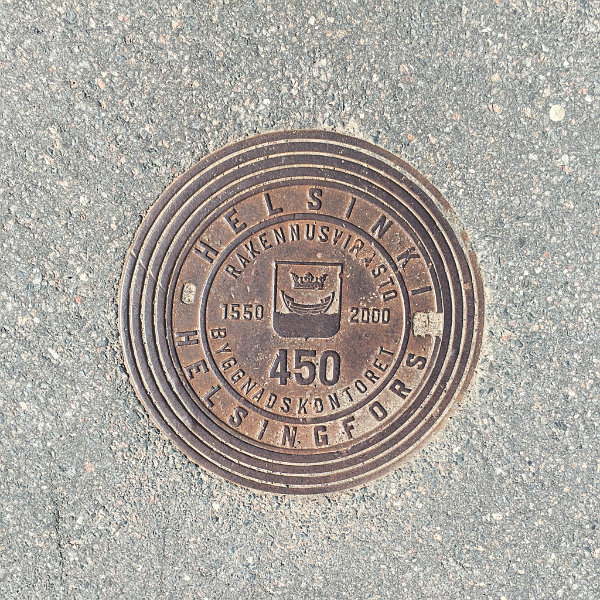 HELSINKI
RAKENNUSVIRASTO
1550 2000
450
BYGGNADSKONTORET
HELSINGFORS